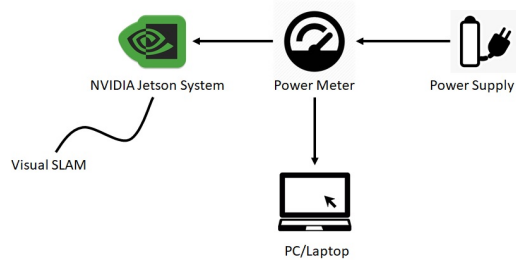 NVIDIA Jetson System
Power Meter
Power Supply
Visual SLAM
PC/Laptop